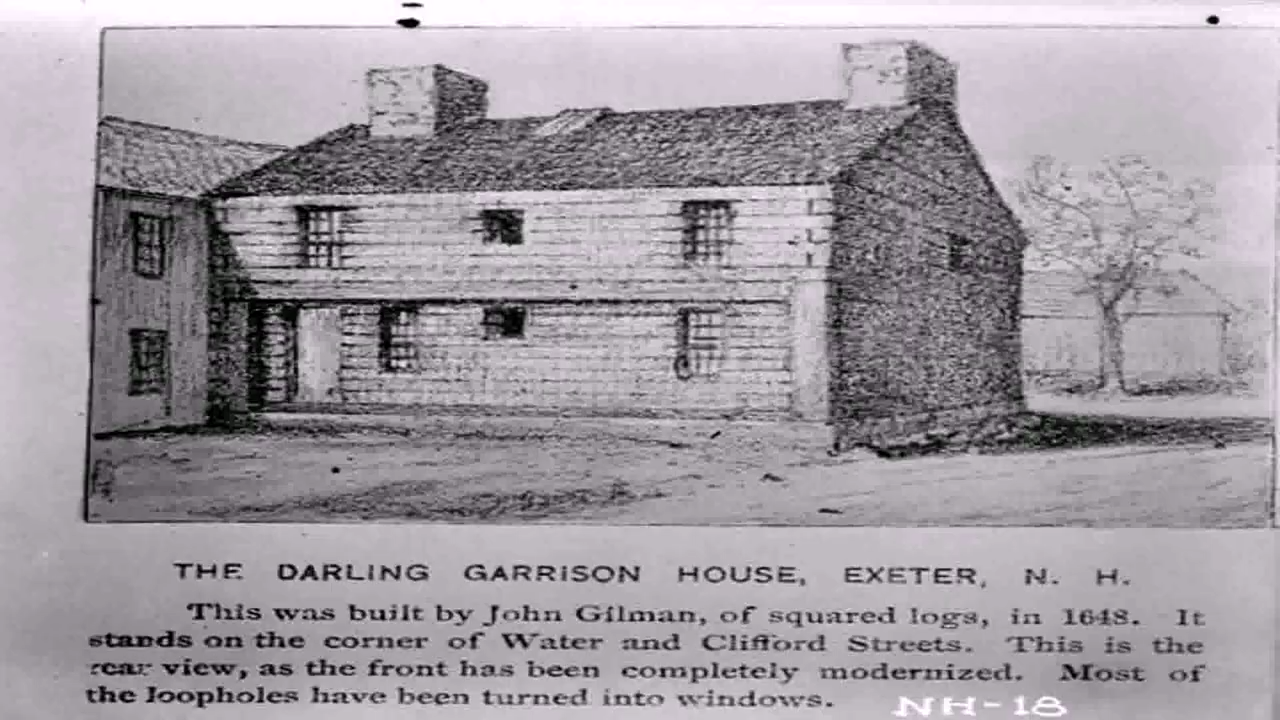 THE DARLING GARRISON HOUSE, EXETER, N. H.
This was built by John Gilman, of squared logs, in 1648. It
stands on the corner of Water and Clifford Streets. This is the
rear view, as the front has been completely modernized. Most of
the loopholes have been turned into windows.
NH-18